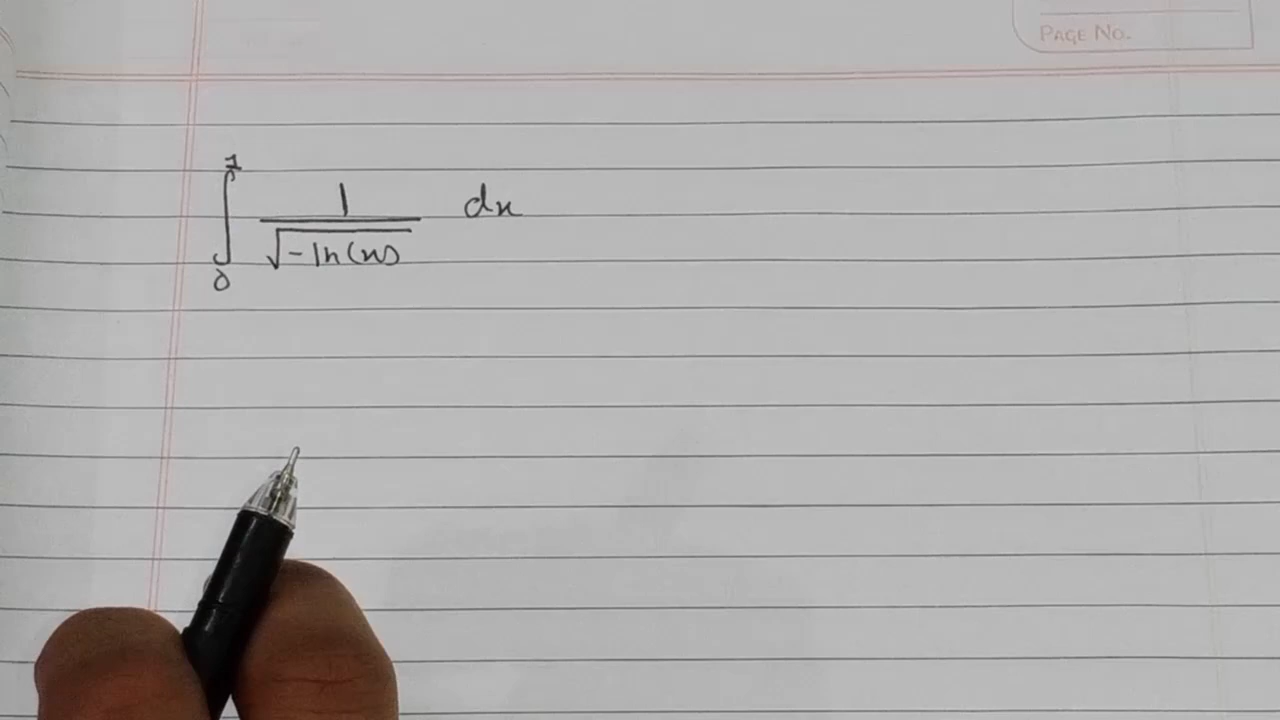 PAGE NO.
∫₀¹ 1/√(-ln(x)) dx